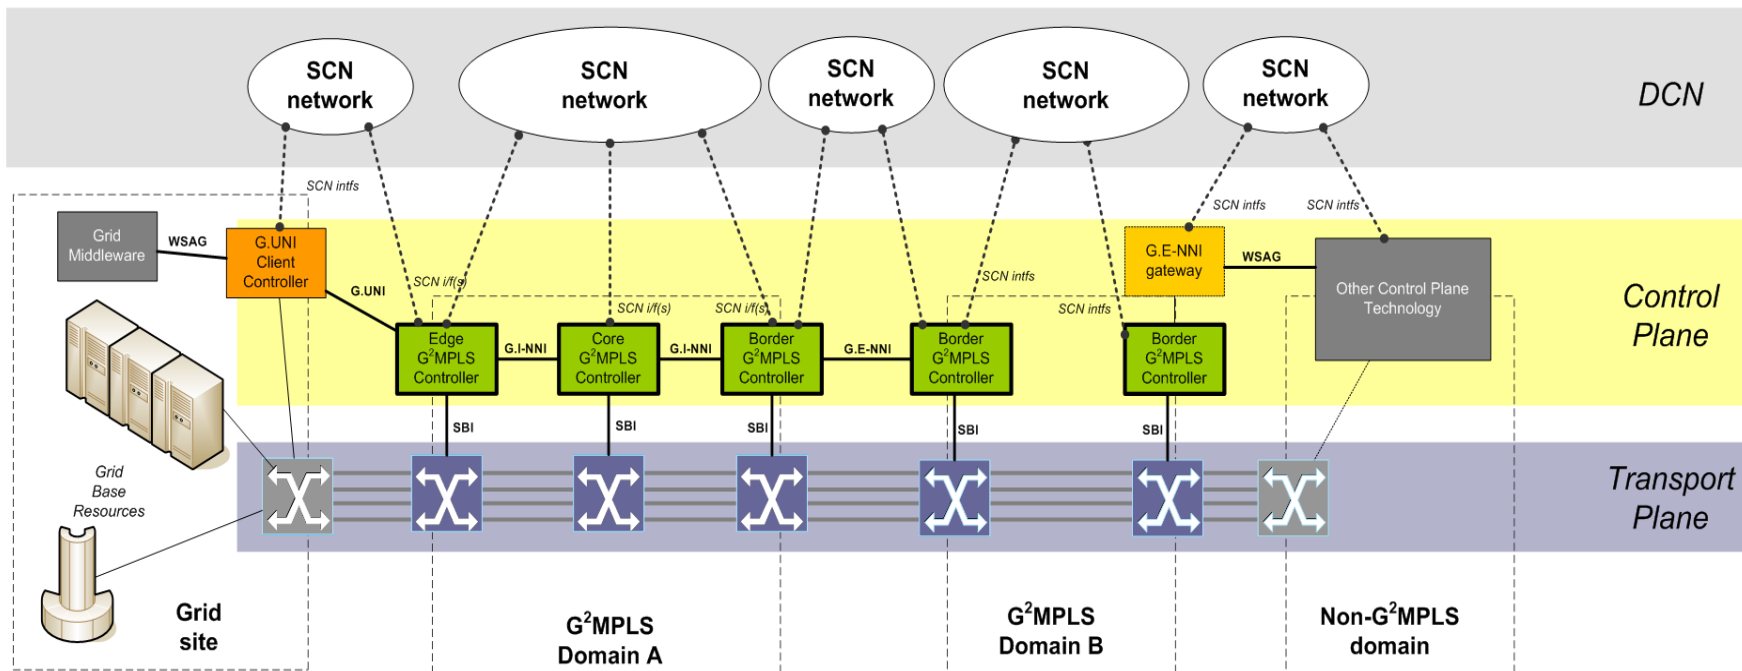 SCN
network
SCN
network
SCN
network
SCN
network
SCN
network
DCN
SCN intfs
SCN intfs
SCN intfs
Grid
Middleware
WSAG
G.UNI
Client
Controller
G.UNI
SCN i/f(s)
SCN i/f(s)
SCN i/f(s)
SCN intfs
SCN intfs
G.E-NNI
gateway
WSAG
Other Control Plane
Technology
Control
Plane
Edge
G²MPLS
Controller
G.I-NNI
Core
G²MPLS
Controller
G.I-NNI
Border
G²MPLS
Controller
G.E-NNI
Border
G²MPLS
Controller
Border
G²MPLS
Controller
SBI
SBI
SBI
SBI
SBI
Grid
Base
Resources
Transport
Plane
Grid
site
G²MPLS
Domain A
G²MPLS
Domain B
Non-G²MPLS
domain